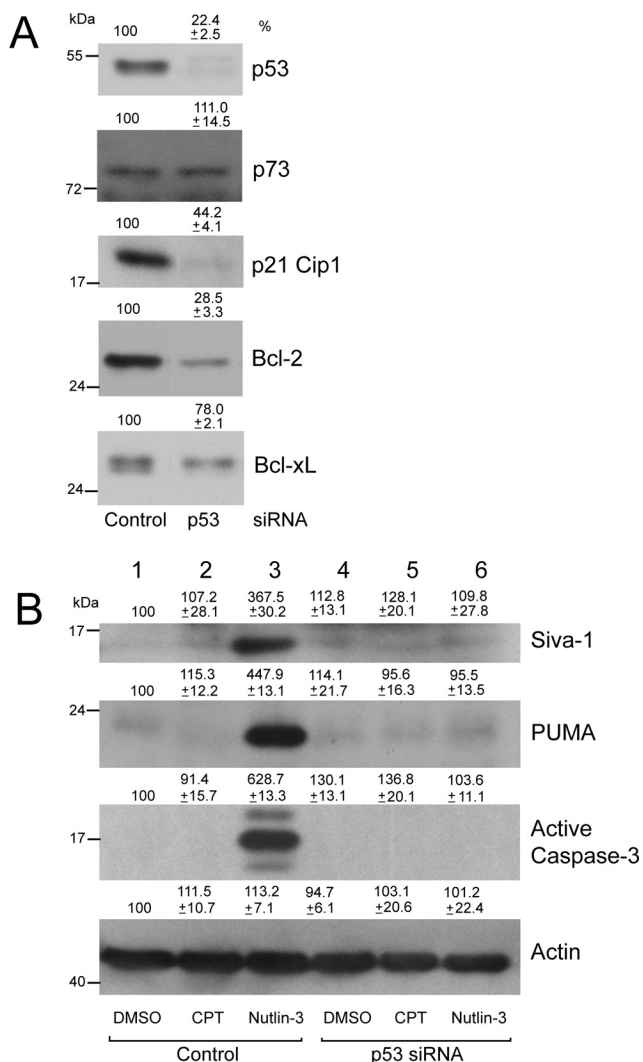 A
kDa
100
22.4
±2.5
%
55
p53
100
111.0
±14.5
72
p73
100
44.2
±4.1
17
p21 Cip1
100
28.5
±3.3
24
Bcl-2
100
78.0
±2.1
24
Bcl-xL
Control p53 siRNA
B
1 2 3 4 5 6
kDa
100 107.2 367.5 112.8 128.1 109.8
±28.1 ±30.2 ±13.1 ±20.1 ±27.8
17
Siva-1
100 115.3 447.9 114.1 95.6 95.5
±12.2 ±13.1 ±21.7 ±16.3 ±13.5
24
PUMA
100 91.4 628.7 130.1 136.8 103.6
±15.7 ±13.3 ±13.1 ±20.1 ±11.1
17
Active
Caspase-3
100 111.5 113.2 94.7 103.1 101.2
±10.7 ±7.1 ±6.1 ±20.6 ±22.4
Actin
40
DMSO CPT Nutlin-3 DMSO CPT Nutlin-3
Control p53 siRNA